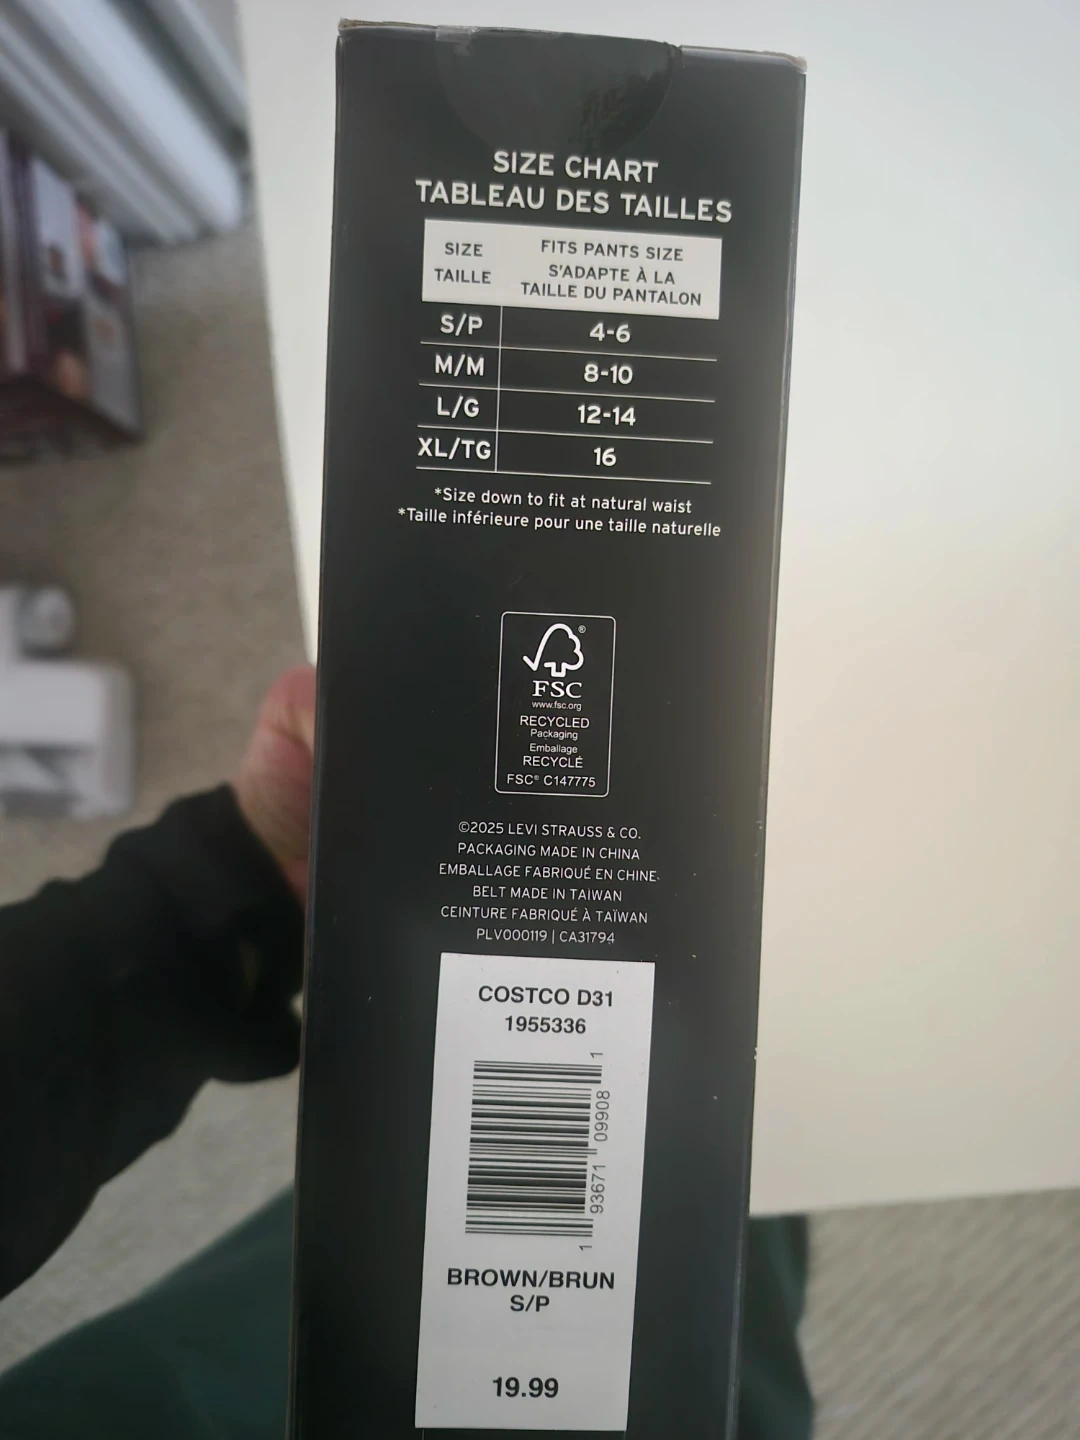 SIZE CHART
TABLEAU DES TAILLES
SIZE
TAILLE
FITS PANTS SIZE
S'ADAPTE À LA
TAILLE DU PANTALON
S/P 4-6
M/M 8-10
L/G 12-14
XL/TG 16
*Size down to fit at natural waist
*Taille inférieure pour une taille naturelle
®
FSC
www.fsc.org
RECYCLED
Packaging
Emballage
RECYCLÉ
FSC® C147775
©2025 LEVI STRAUSS & CO.
PACKAGING MADE IN CHINA
EMBALLAGE FABRIQUÉ EN CHINE
BELT MADE IN TAIWAN
CEINTURE FABRIQUÉ À TAÏWAN
PLV000119 | CA31794
COSTCO D31
1955336
1 93671 09908 1
BROWN/BRUN
S/P
19.99